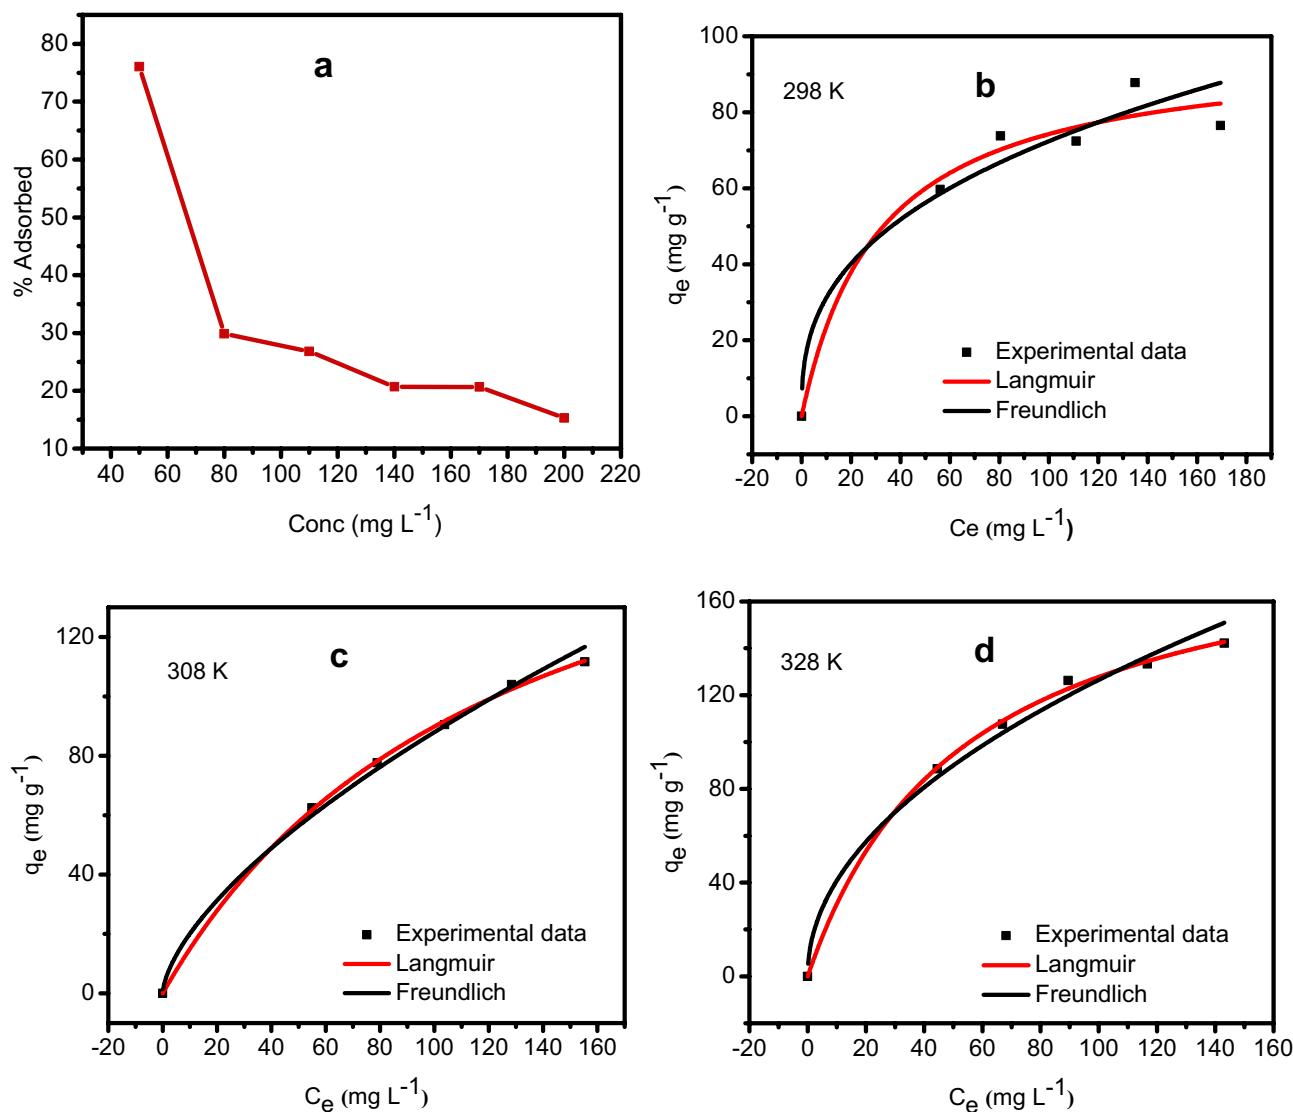 a
80
70
60
50
40
30
20
10
% Adsorbed
40 60 80 100 120 140 160 180 200 220
Conc (mg L-1)
b
298 K
100
80
60
40
20
0
qe (mg g-1)
Experimental data
Langmuir
Freundlich
-20 0 20 40 60 80 100 120 140 160 180
Ce (mg L-1)
c
308 K
120
80
40
0
qe (mg g-1)
Experimental data
Langmuir
Freundlich
-20 0 20 40 60 80 100 120 140 160
Ce (mg L-1)
d
328 K
160
120
80
40
0
qe (mg g-1)
Experimental data
Langmuir
Freundlich
-20 0 20 40 60 80 100 120 140 160
Ce (mg L-1)